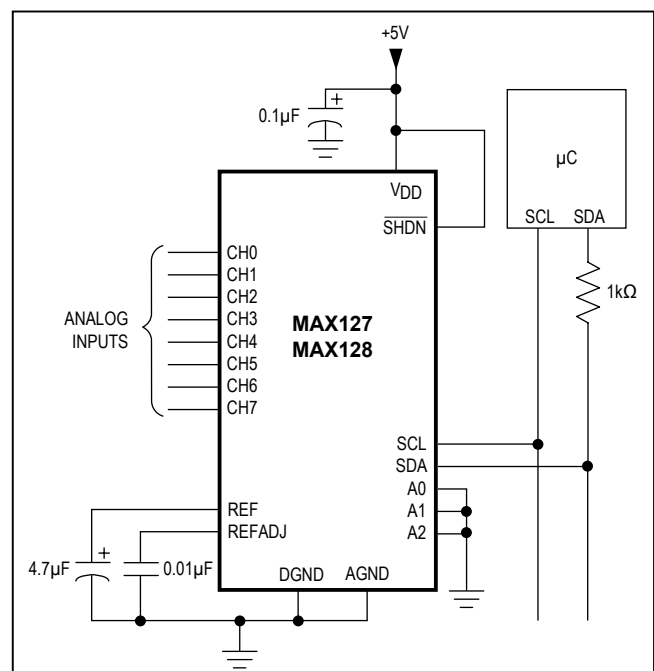 +5V
0.1µF
+
µC
VDD
SCL SDA
SHDN
1kΩ
CH0
CH1
CH2
CH3
CH4
CH5
CH6
CH7
ANALOG
INPUTS
MAX127
MAX128
SCL
SDA
A0
A1
A2
REF
REFADJ
4.7µF
+
0.01µF
DGND AGND